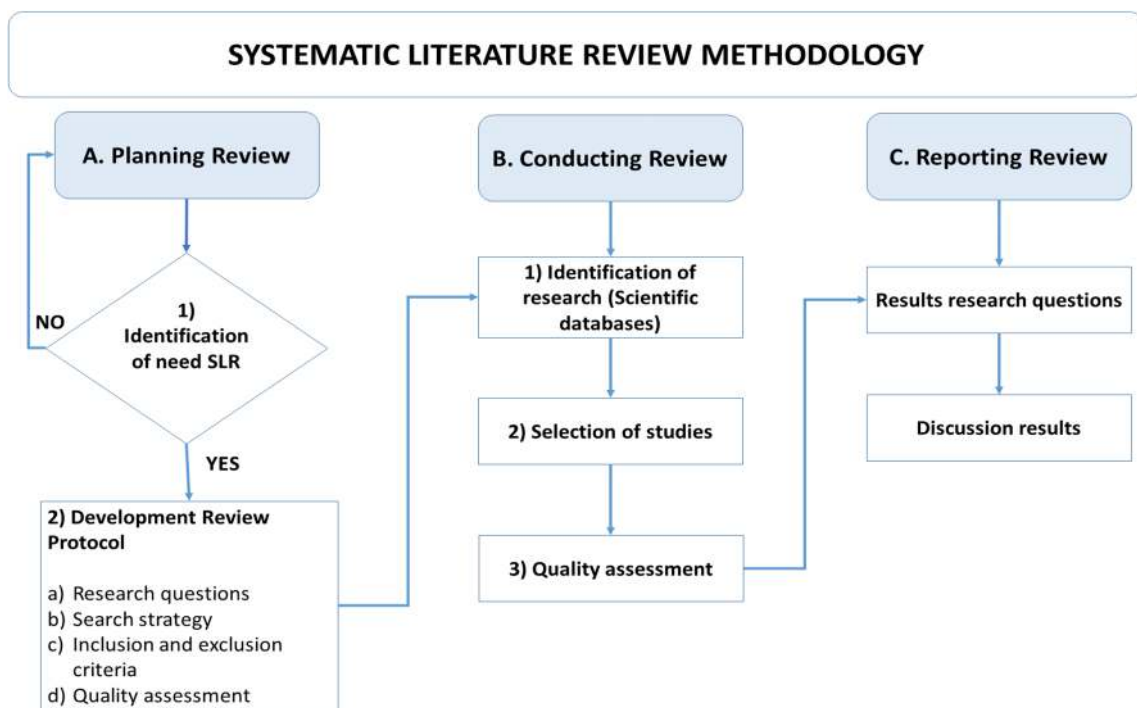 SYSTEMATIC LITERATURE REVIEW METHODOLOGY
A. Planning Review
1)
Identification
of need SLR
NO
YES
2) Development Review
Protocol
a) Research questions
b) Search strategy
c) Inclusion and exclusion
criteria
d) Quality assessment
B. Conducting Review
1) Identification of
research (Scientific
databases)
2) Selection of studies
3) Quality assessment
C. Reporting Review
Results research questions
Discussion results